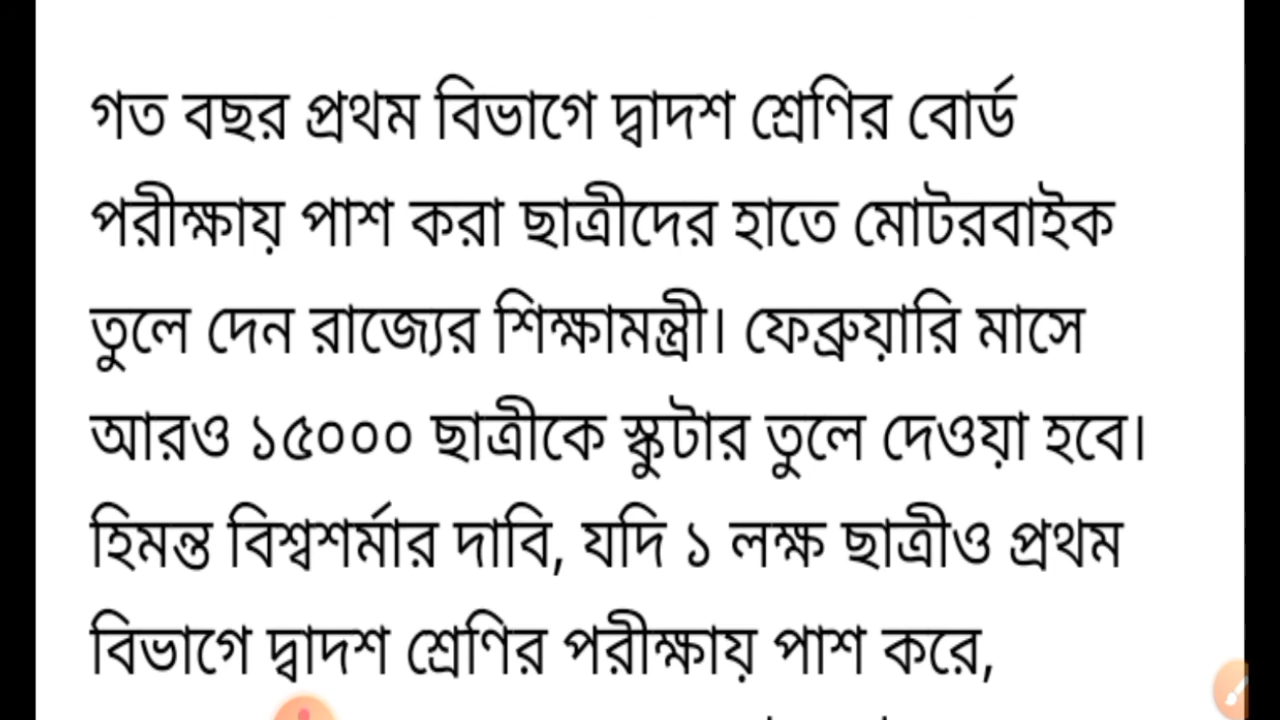 গত বছর প্রথম বিভাগে দ্বাদশ শ্রেণির বোর্ড
পরীক্ষায় পাশ করা ছাত্রীদের হাতে মোটরবাইক
তুলে দেন রাজ্যের শিক্ষামন্ত্রী। ফেব্রুয়ারি মাসে
আরও ১৫০০০ ছাত্রীকে স্কুটার তুলে দেওয়া হবে।
হিমন্ত বিশ্বশর্মার দাবি, যদি ১ লক্ষ ছাত্রীও প্রথম
বিভাগে দ্বাদশ শ্রেণির পরীক্ষায় পাশ করে,